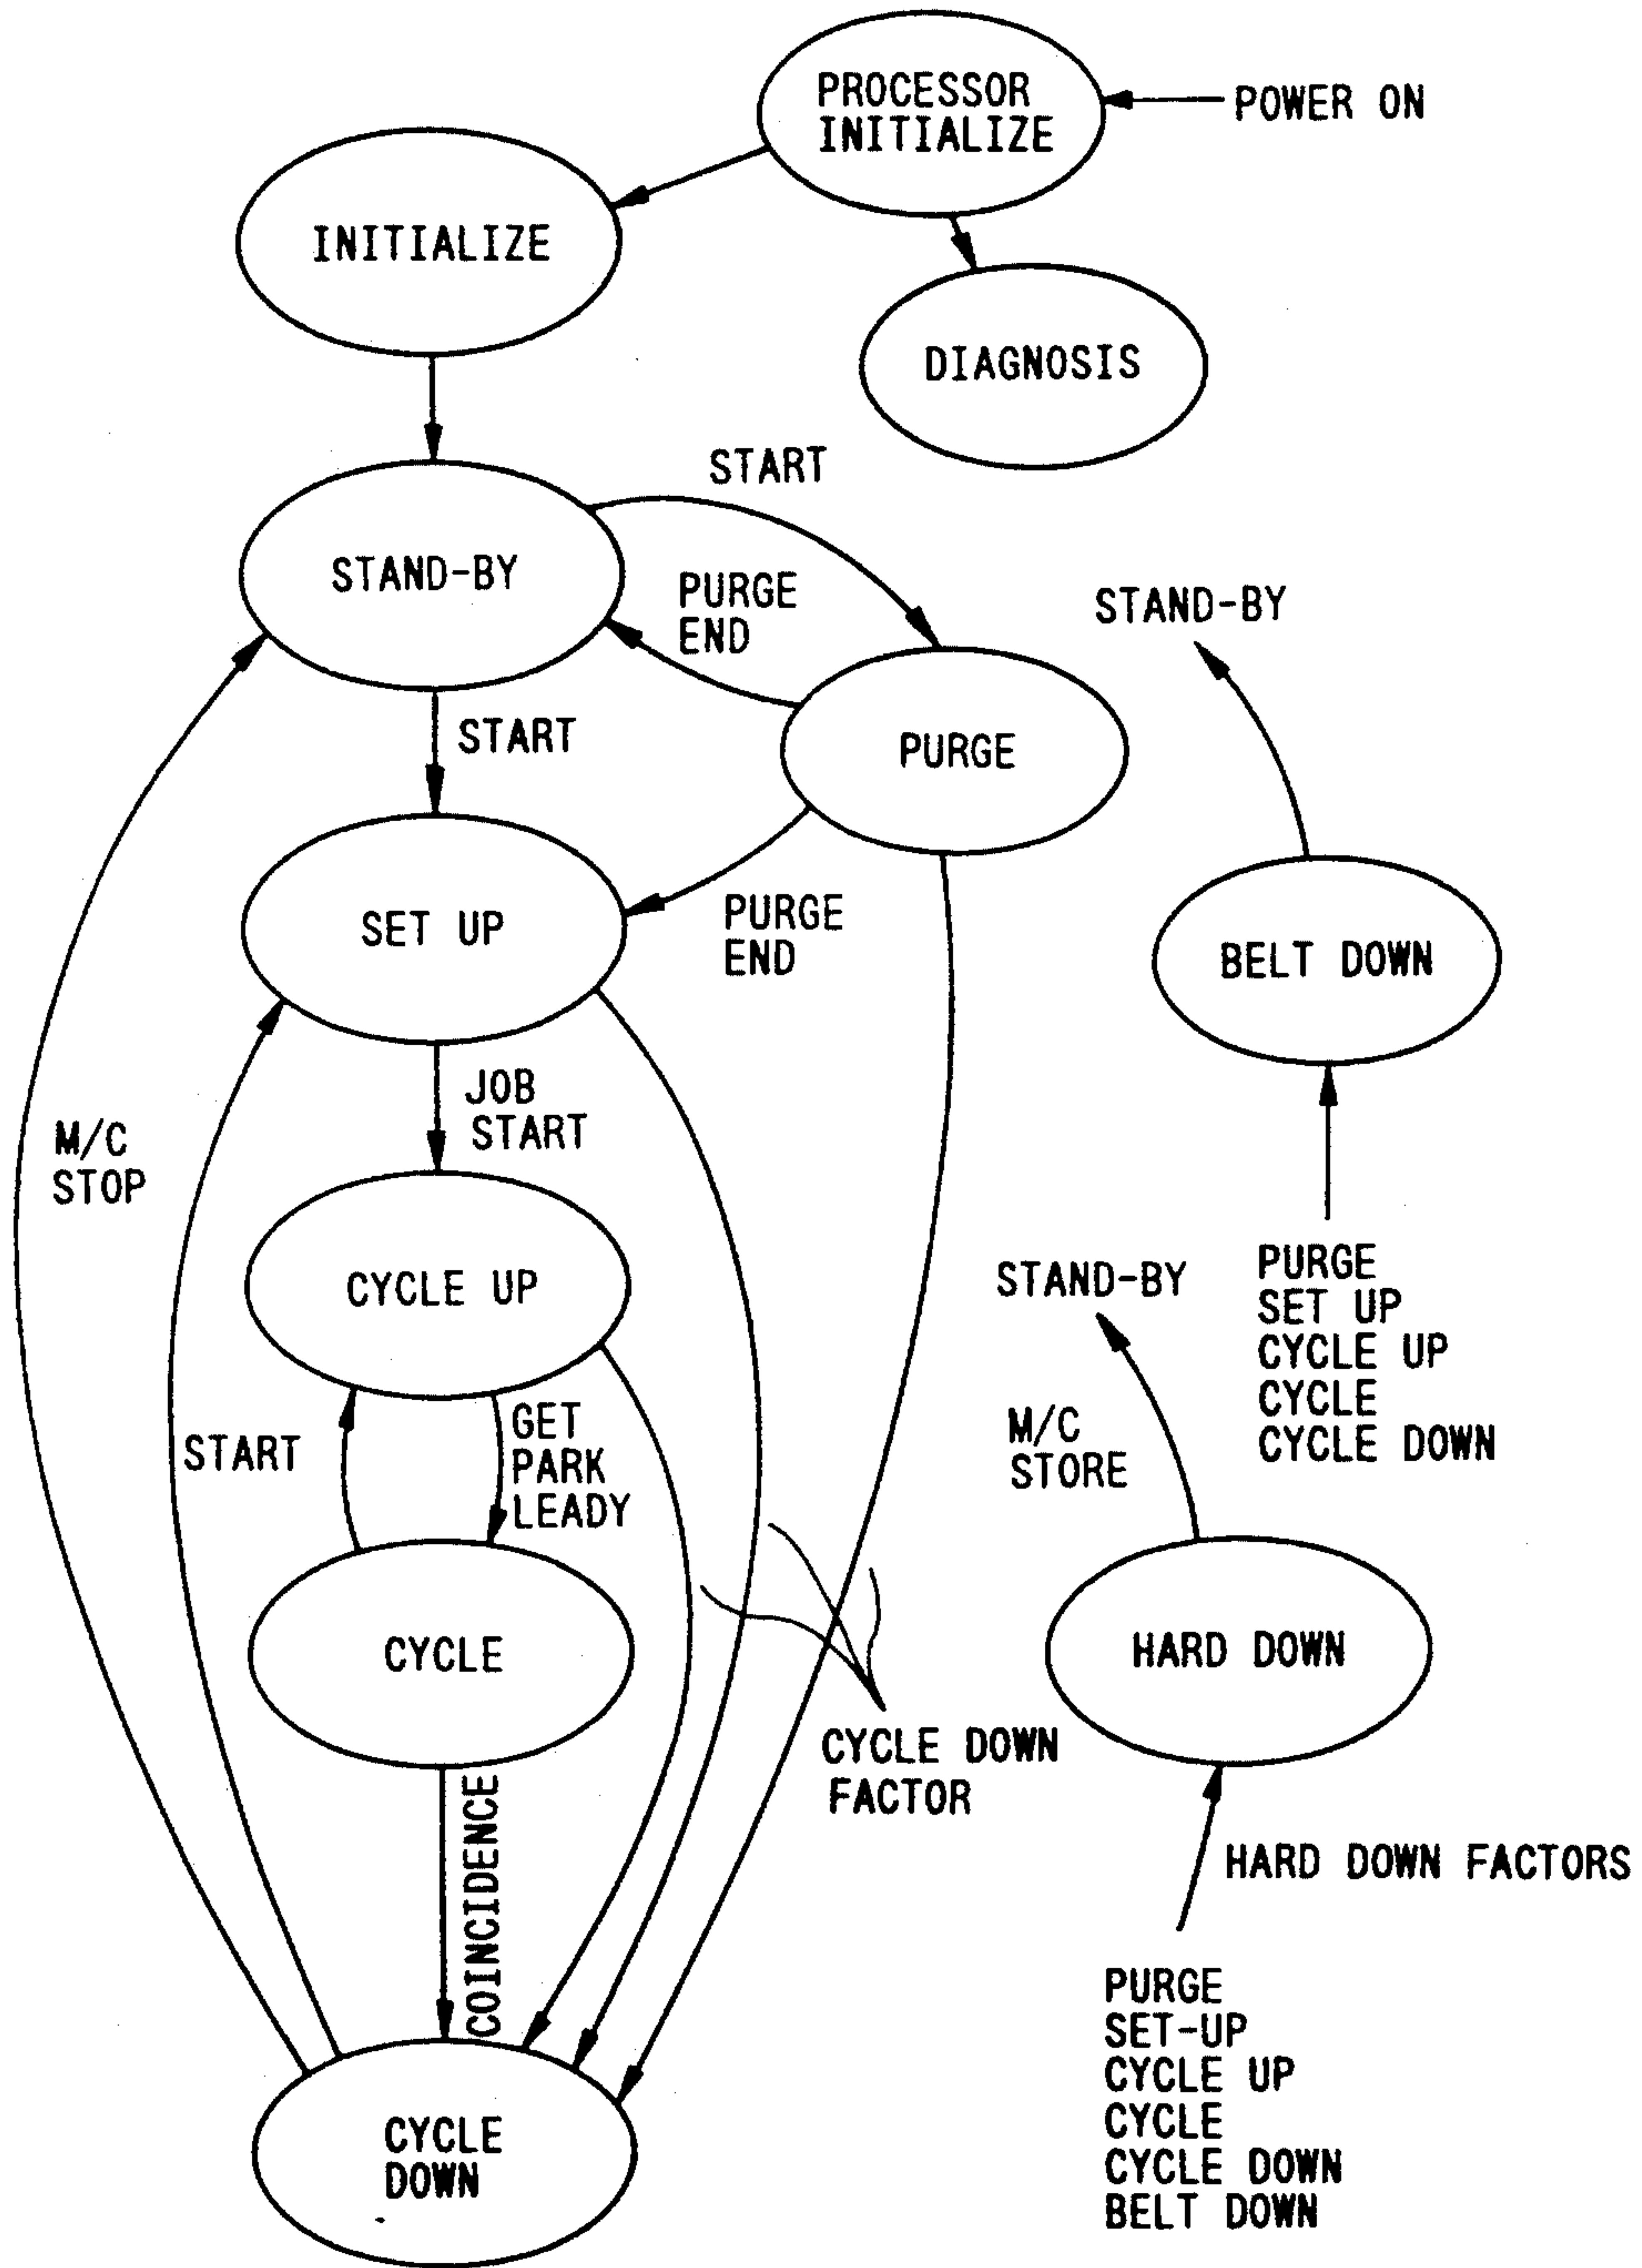 PROCESSOR
INITIALIZE
POWER ON
INITIALIZE
DIAGNOSIS
START
STAND-BY
PURGE
END
STAND-BY
START
PURGE
SET UP
PURGE
END
BELT DOWN
JOB
START
M/C
STOP
CYCLE UP
STAND-BY
PURGE
SET UP
CYCLE UP
CYCLE
CYCLE DOWN
START
GET
PARK
LEADY
M/C
STORE
CYCLE
HARD DOWN
CYCLE DOWN
FACTOR
COINCIDENCE
HARD DOWN FACTORS
PURGE
SET-UP
CYCLE UP
CYCLE
CYCLE DOWN
BELT DOWN
CYCLE
DOWN